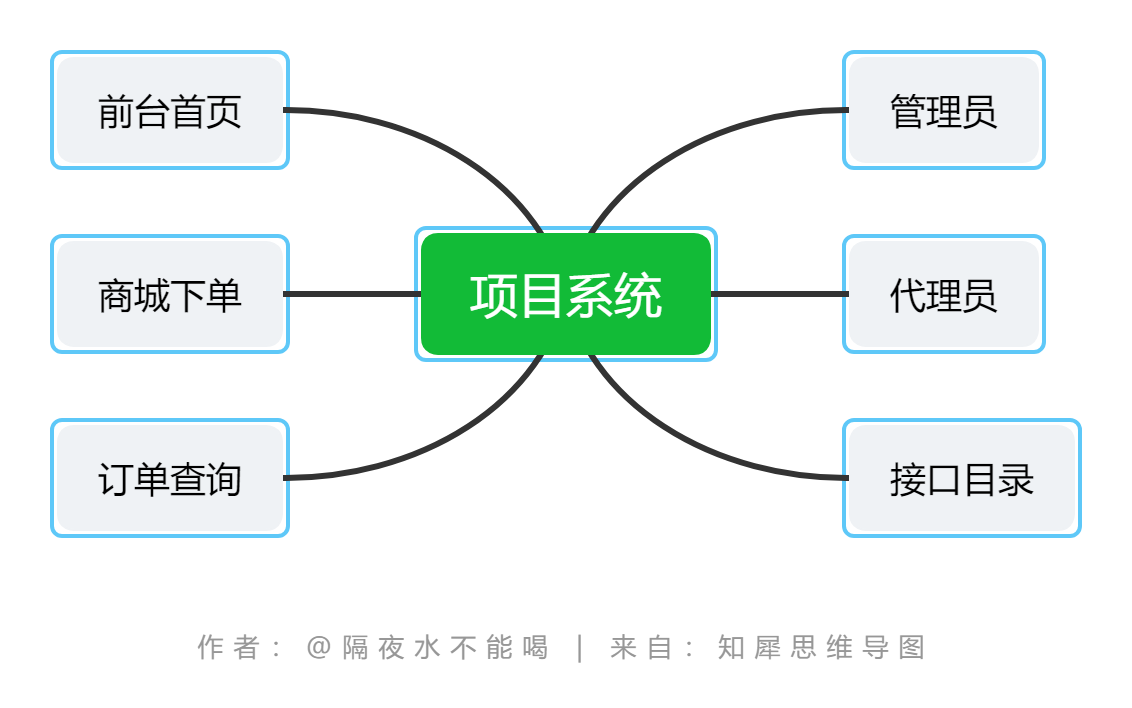 前台首页
管理员
项目系统
商城下单
代理员
订单查询
接口目录
作者：@隔夜水不能喝 | 来自：知犀思维导图